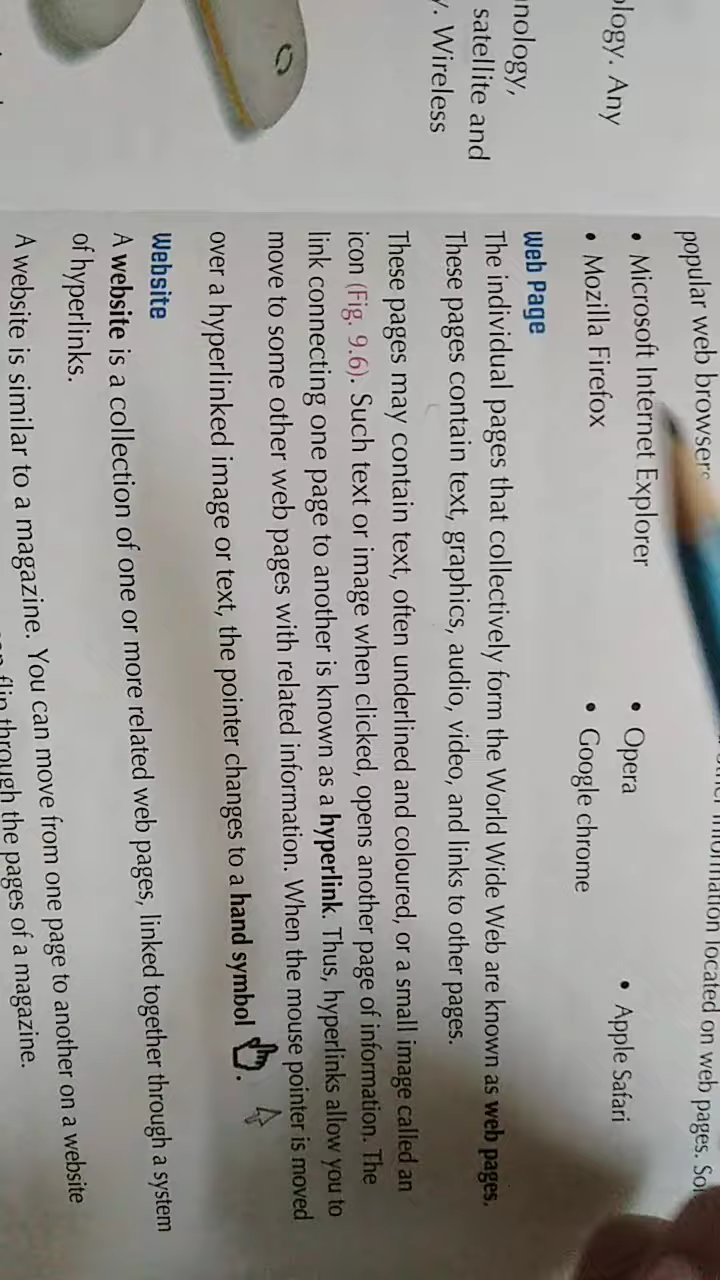 ology. Any
nology,
satellite and
y. Wireless
information located on web pages. So
popular web browsers
• Microsoft Internet Explorer • Opera • Apple Safari
• Mozilla Firefox • Google chrome
Web Page
The individual pages that collectively form the World Wide Web are known as web pages.
These pages contain text, graphics, audio, video, and links to other pages.
These pages may contain text, often underlined and coloured, or a small image called an
icon (Fig. 9.6). Such text or image when clicked, opens another page of information. The
link connecting one page to another is known as a hyperlink. Thus, hyperlinks allow you to
move to some other web pages with related information. When the mouse pointer is moved
over a hyperlinked image or text, the pointer changes to a hand symbol .
Website
A website is a collection of one or more related web pages, linked together through a system
of hyperlinks.
A website is similar to a magazine. You can move from one page to another on a website
flip through the pages of a magazine.